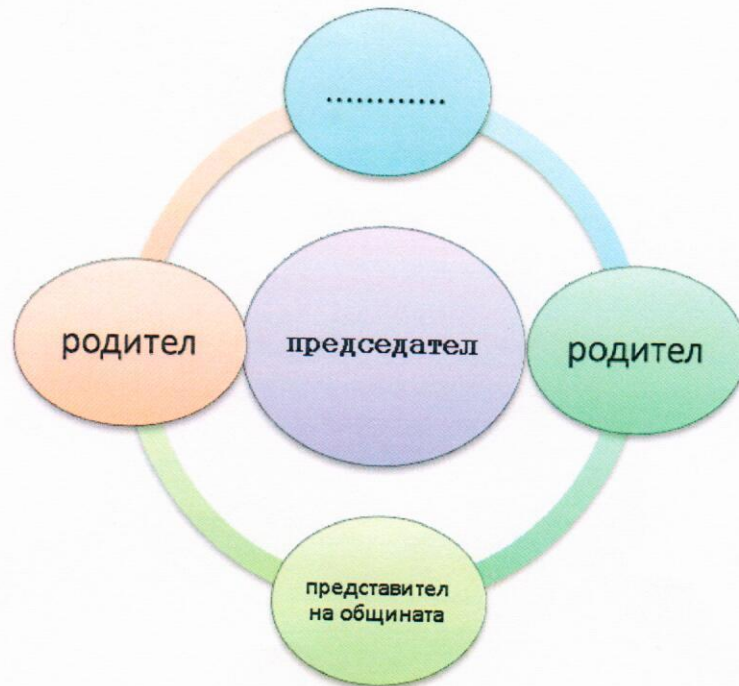 ............
родител
председател
родител
представител
на общината